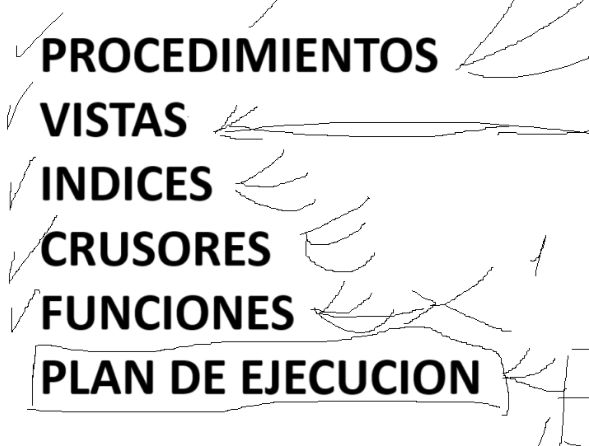 PROCEDIMIENTOS
VISTAS
INDICES
CRUSORES
FUNCIONES
PLAN DE EJECUCION